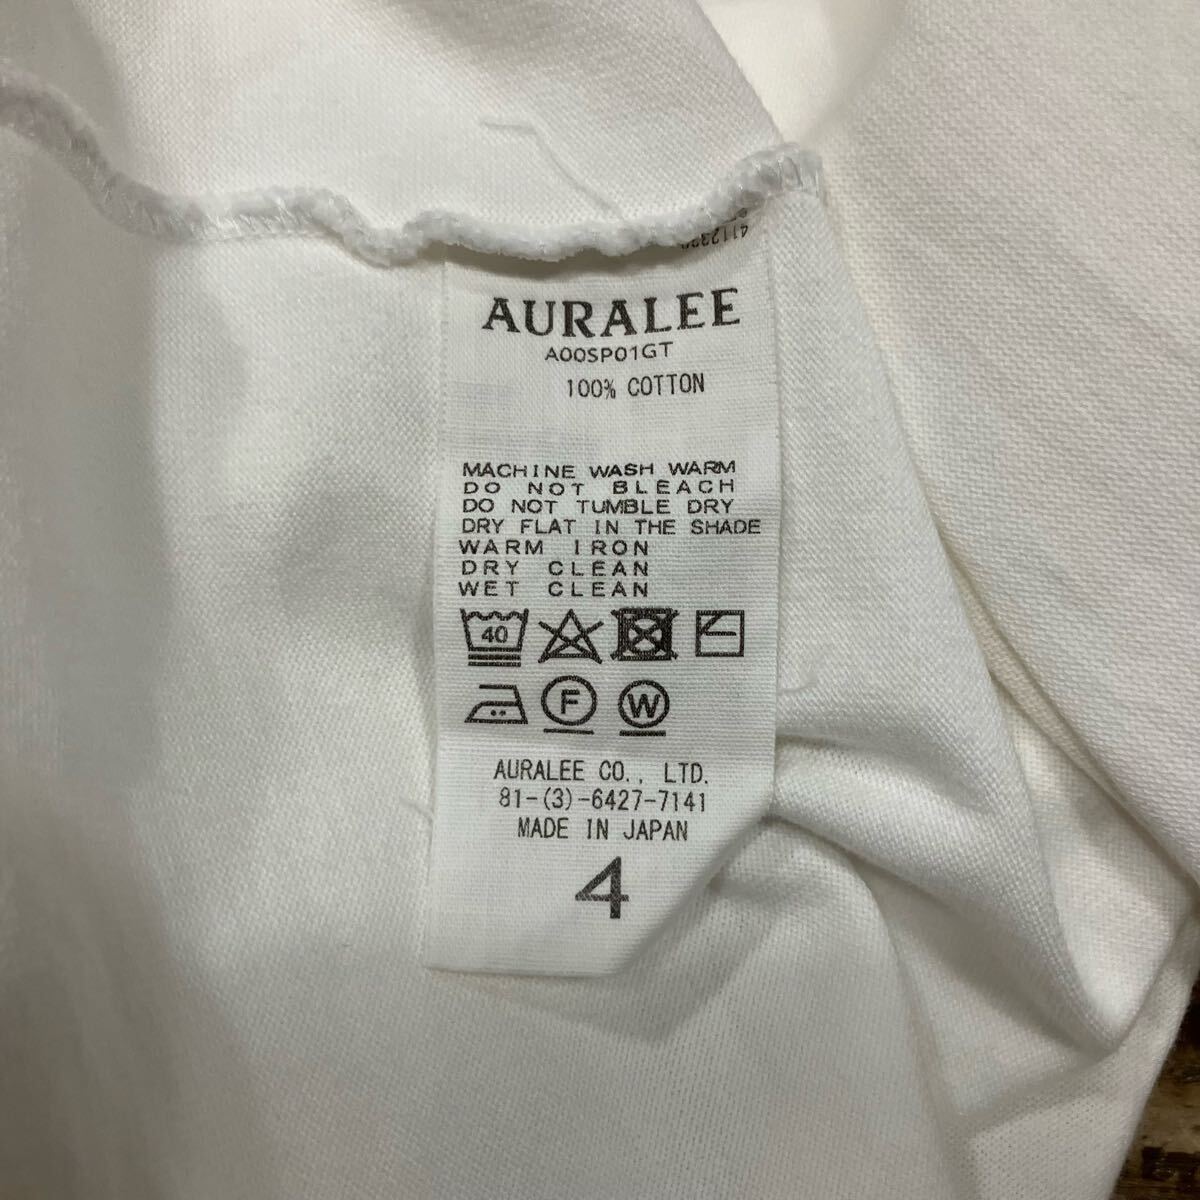 AURALEE
A00SP01GT
100% COTTON
MACHINE WASH WARM
DO NOT BLEACH
DO NOT TUMBLE DRY
DRY FLAT IN THE SHADE
WARM IRON
DRY CLEAN
WET CLEAN
40
F W
AURALEE CO., LTD.
81-(3)-6427-7141
MADE IN JAPAN
4